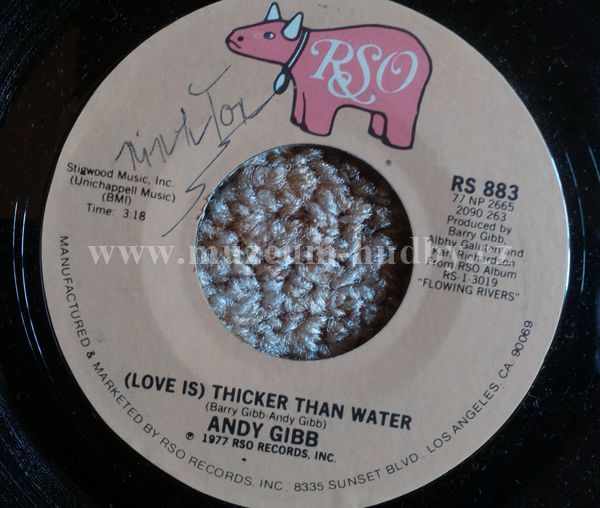 RSO
Stigwood Music, Inc.
(Unichappell Music)
(BMI)
Time: 3:18
RS 883
77 NP 2665
2090 263
Produced by
Barry Gibb,
Albhy Galuten and
Karl Richardson
From RSO Album
RS-1-3019
"FLOWING RIVERS"
www.muzeum-hudby.cz
(LOVE IS) THICKER THAN WATER
(Barry Gibb-Andy Gibb)
ANDY GIBB
℗ 1977 RSO RECORDS, INC.
MANUFACTURED & MARKETED BY RSO RECORDS, INC. 8335 SUNSET BLVD., LOS ANGELES, CA. 90069